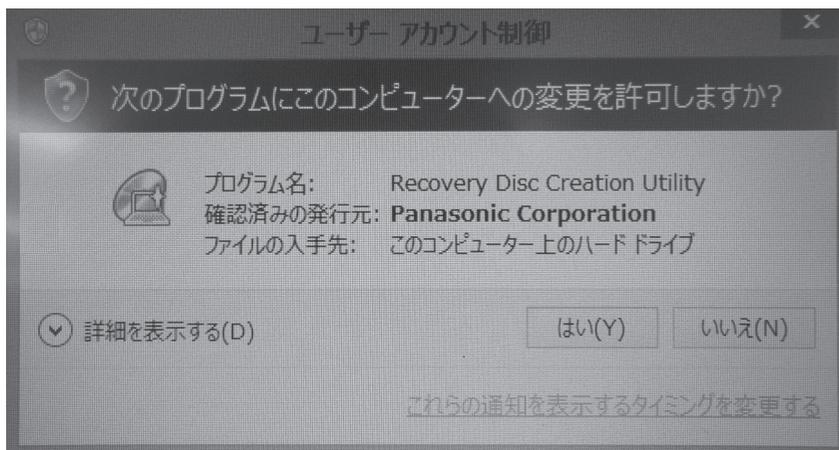 ユーザー アカウント制御
次のプログラムにこのコンピューターへの変更を許可しますか?
プログラム名: Recovery Disc Creation Utility
確認済みの発行元: Panasonic Corporation
ファイルの入手先: このコンピューター上のハード ドライブ
詳細を表示する(D) はい(Y) いいえ(N)
これらの通知を表示するタイミングを変更する